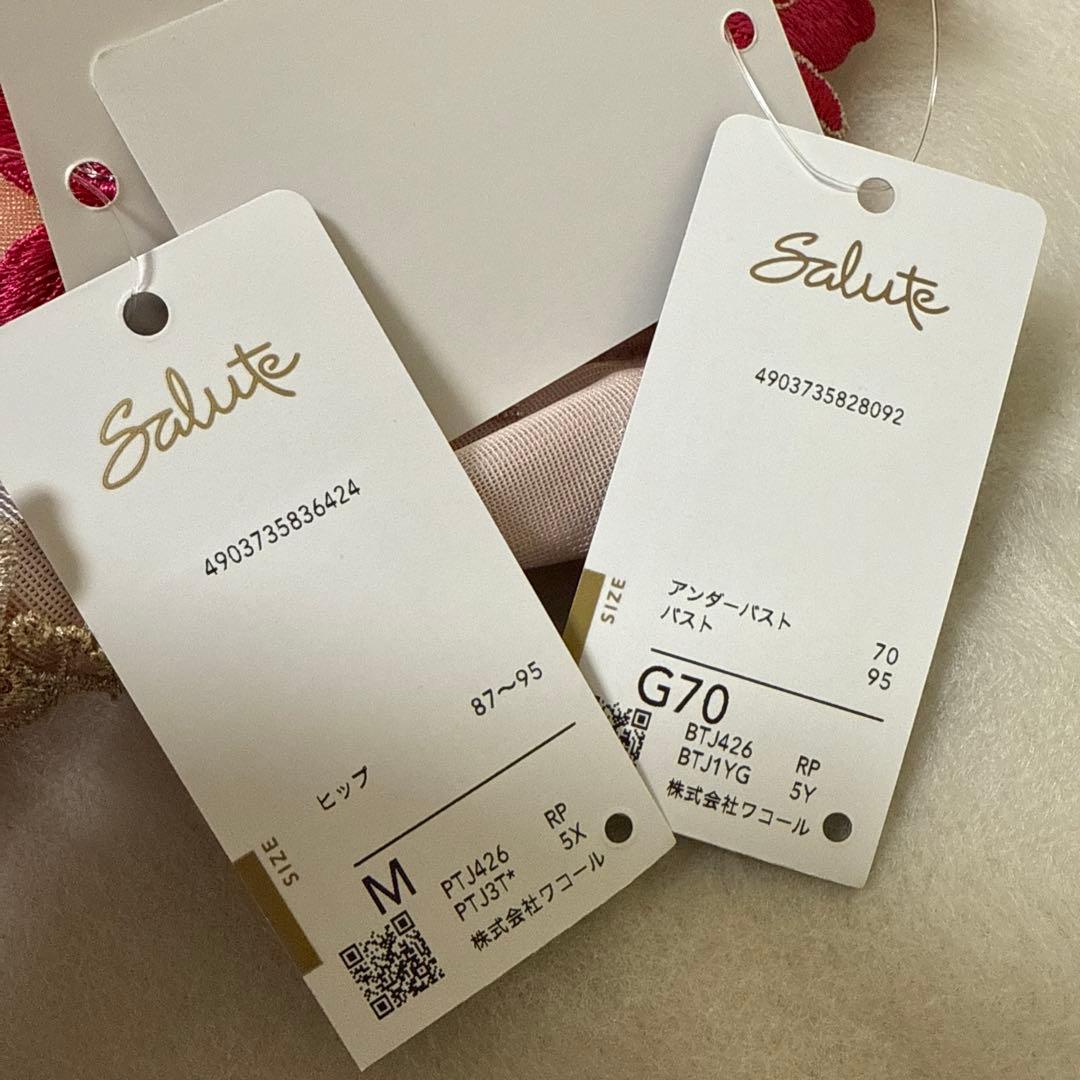 Salute
4903735836424
ヒップ 87～95
SIZE
M
PTJ426 RP
PTJ3T* 5X
株式会社ワコール
Salute
4903735828092
SIZE
アンダーバスト 70
バスト 95
G70
BTJ426 RP
BTJ1YG 5Y
株式会社ワコール